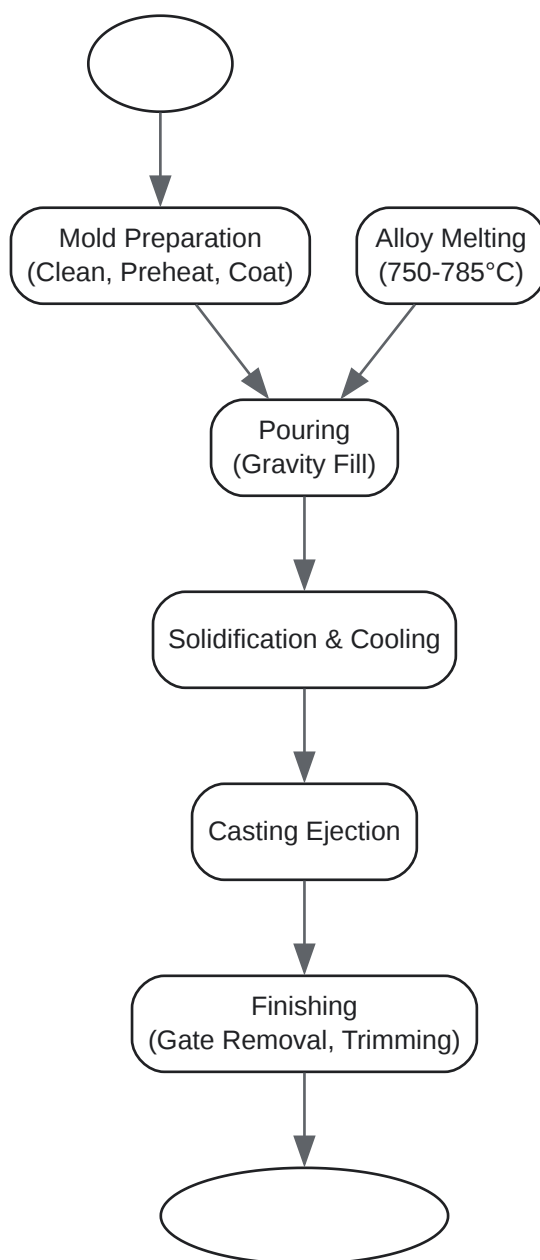 Mold Preparation
(Clean, Preheat, Coat)
Alloy Melting
(750-785°C)
Pouring
(Gravity Fill)
Solidification & Cooling
Casting Ejection
Finishing
(Gate Removal, Trimming)